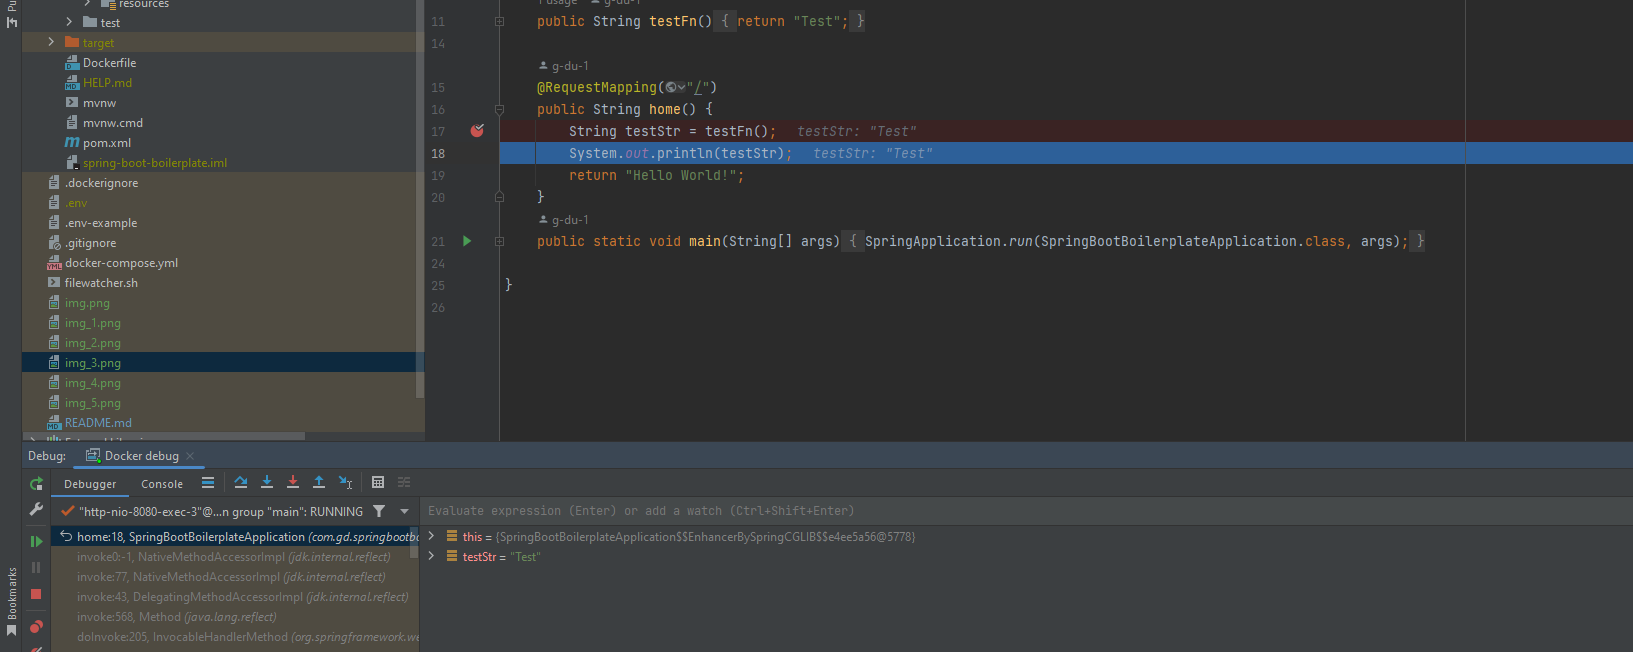 resources
test
target
Dockerfile
HELP.md
mvnw
mvnw.cmd
pom.xml
spring-boot-boilerplate.iml
.dockerignore
.env
.env-example
.gitignore
docker-compose.yml
filewatcher.sh
img.png
img_1.png
img_2.png
img_3.png
img_4.png
img_5.png
README.md
1 usage g-du-1
11 public String testFn() { return "Test"; }
14
g-du-1
15 @RequestMapping("/")
16 public String home() {
17 String testStr = testFn(); testStr: "Test"
18 System.out.println(testStr); testStr: "Test"
19 return "Hello World!";
20 }
g-du-1
21 public static void main(String[] args) { SpringApplication.run(SpringBootBoilerplateApplication.class, args); }
24
25 }
26
Debug: Docker debug
Debugger Console
"http-nio-8080-exec-3"@...n group "main": RUNNING
Evaluate expression (Enter) or add a watch (Ctrl+Shift+Enter)
home:18, SpringBootBoilerplateApplication (com.gd.springbootbo
invoke0:-1, NativeMethodAccessorImpl (jdk.internal.reflect)
invoke:77, NativeMethodAccessorImpl (jdk.internal.reflect)
invoke:43, DelegatingMethodAccessorImpl (jdk.internal.reflect)
invoke:568, Method (java.lang.reflect)
doInvoke:205, InvocableHandlerMethod (org.springframework.we
this = {SpringBootBoilerplateApplication$$EnhancerBySpringCGLIB$$e4ee5a56@5778}
testStr = "Test"
Bookmarks